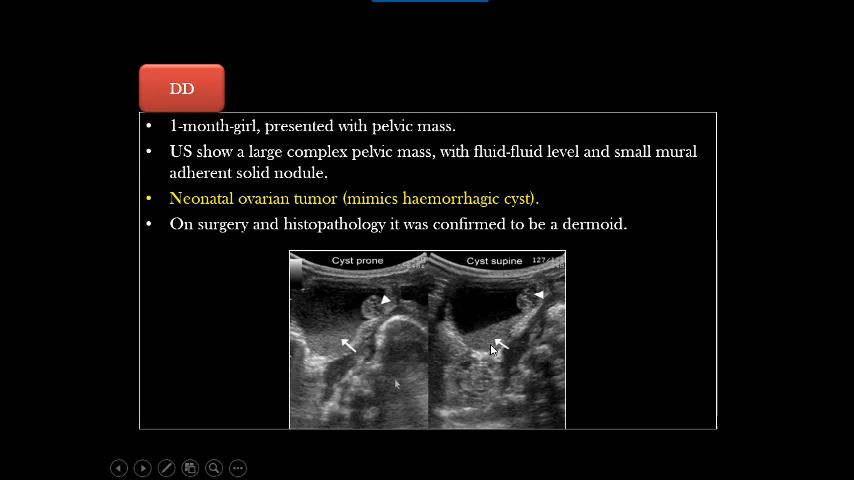 DD
• 1-month-girl, presented with pelvic mass.
• US show a large complex pelvic mass, with fluid-fluid level and small mural
adherent solid nodule.
• Neonatal ovarian tumor (mimics haemorrhagic cyst).
• On surgery and histopathology it was confirmed to be a dermoid.
Cyst prone
Cyst supine